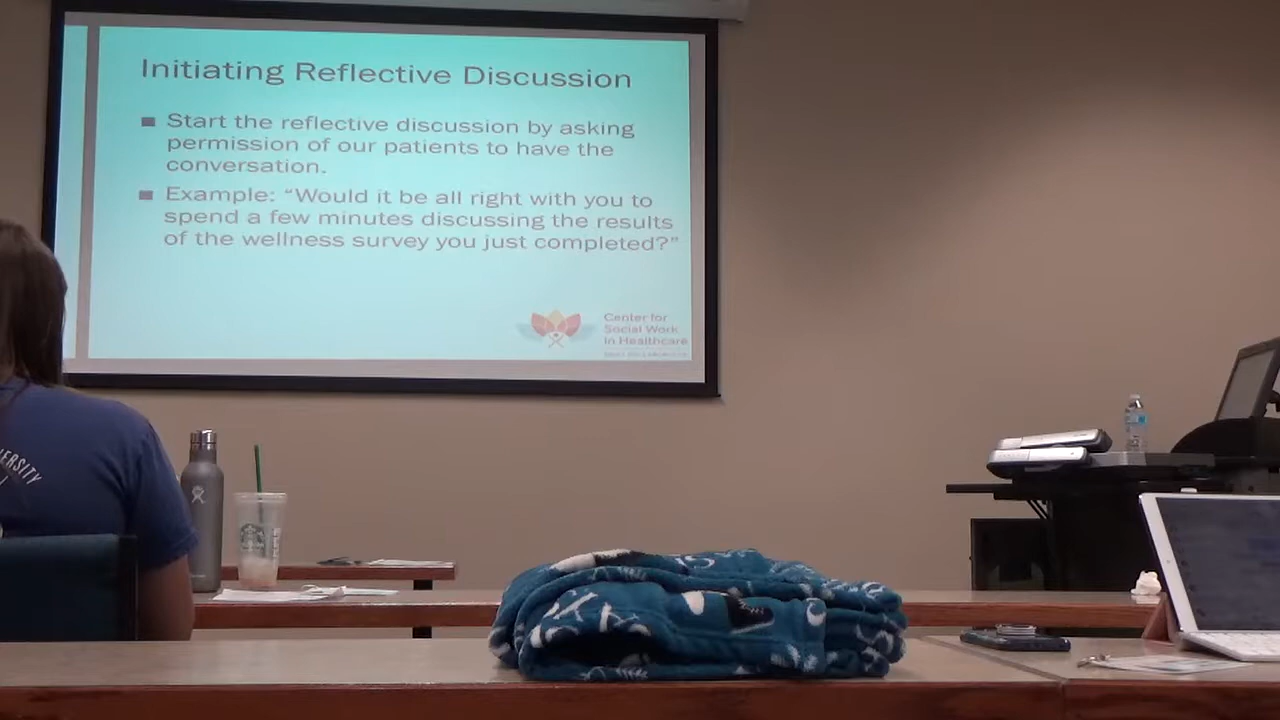 Initiating Reflective Discussion
Start the reflective discussion by asking
permission of our patients to have the
conversation.
Example: “Would it be all right with you to
spend a few minutes discussing the results
of the wellness survey you just completed?”
Center for
Social Work
in Healthcare
ERSITY